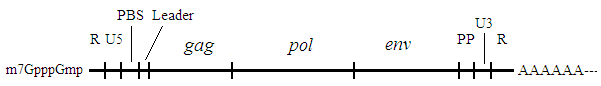 PBS Leader U3
R U5 gag pol env PP R
m7GpppGmp AAAAAA---